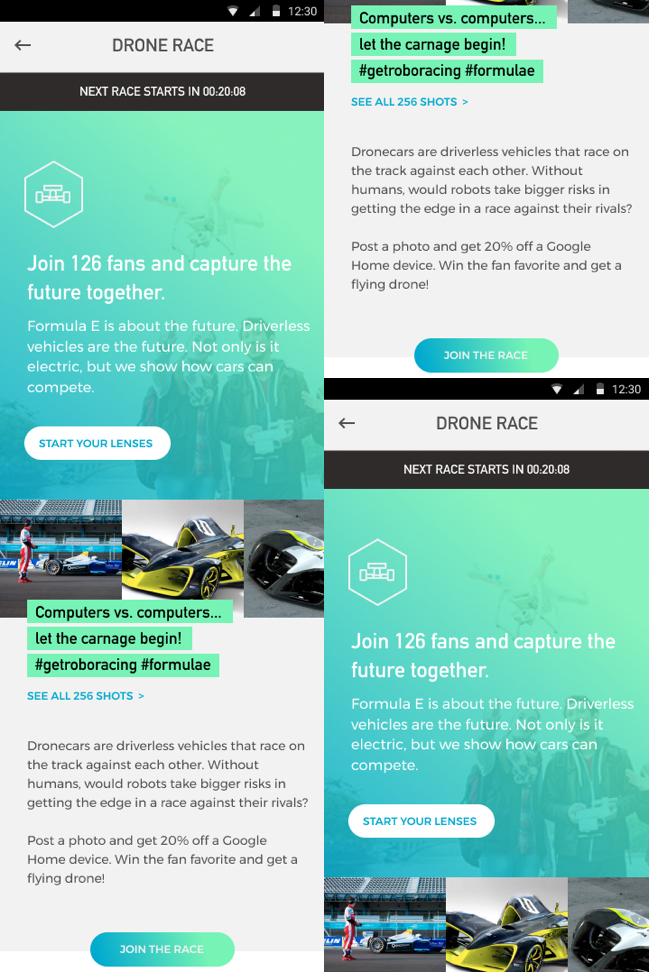 12:30
DRONE RACE
NEXT RACE STARTS IN 00:20:08
Join 126 fans and capture the
future together.
Formula E is about the future. Driverless
vehicles are the future. Not only is it
electric, but we show how cars can
compete.
START YOUR LENSES
Computers vs. computers...
let the carnage begin!
#getroboracing #formulae
SEE ALL 256 SHOTS >
Dronecars are driverless vehicles that race on
the track against each other. Without
humans, would robots take bigger risks in
getting the edge in a race against their rivals?
Post a photo and get 20% off a Google
Home device. Win the fan favorite and get a
flying drone!
JOIN THE RACE
Computers vs. computers...
let the carnage begin!
#getroboracing #formulae
SEE ALL 256 SHOTS >
Dronecars are driverless vehicles that race on
the track against each other. Without
humans, would robots take bigger risks in
getting the edge in a race against their rivals?
Post a photo and get 20% off a Google
Home device. Win the fan favorite and get a
flying drone!
JOIN THE RACE
12:30
DRONE RACE
NEXT RACE STARTS IN 00:20:08
Join 126 fans and capture the
future together.
Formula E is about the future. Driverless
vehicles are the future. Not only is it
electric, but we show how cars can
compete.
START YOUR LENSES